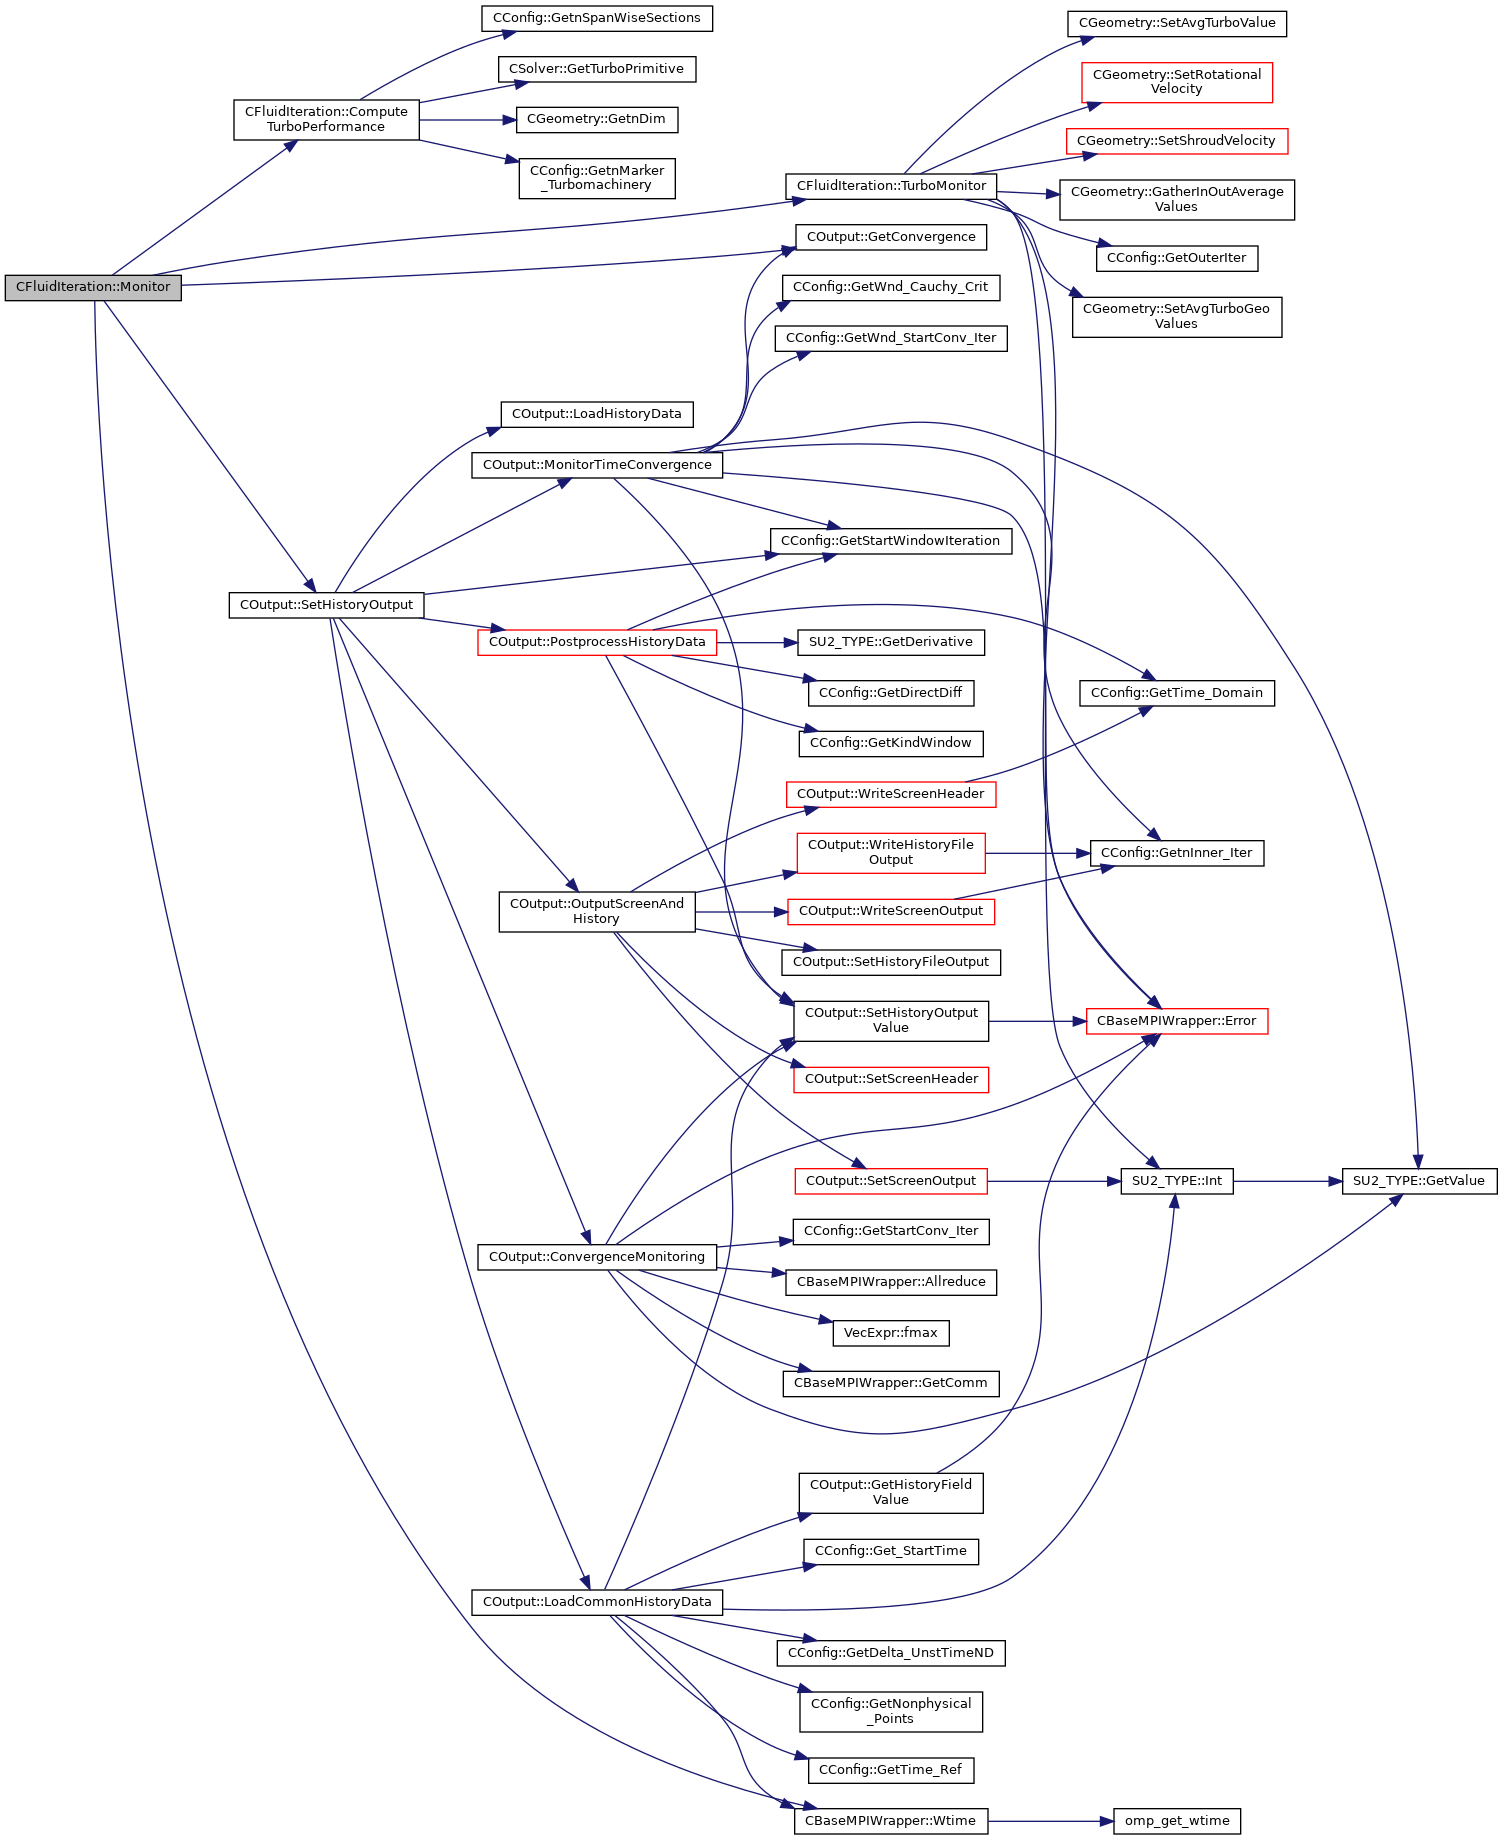 CFluidIteration::Monitor
CFluidIteration::Compute
TurboPerformance
CConfig::GetnSpanWiseSections
CSolver::GetTurboPrimitive
CGeometry::GetnDim
CConfig::GetnMarker
_Turbomachinery
CFluidIteration::TurboMonitor
CGeometry::SetAvgTurboValue
CGeometry::SetRotational
Velocity
CGeometry::SetShroudVelocity
CGeometry::GatherInOutAverage
Values
CConfig::GetOuterIter
CGeometry::SetAvgTurboGeo
Values
COutput::GetConvergence
CConfig::GetWnd_Cauchy_Crit
CConfig::GetWnd_StartConv_Iter
COutput::SetHistoryOutput
COutput::LoadHistoryData
COutput::MonitorTimeConvergence
CConfig::GetStartWindowIteration
COutput::PostprocessHistoryData
SU2_TYPE::GetDerivative
CConfig::GetDirectDiff
CConfig::GetKindWindow
CConfig::GetTime_Domain
COutput::OutputScreenAnd
History
COutput::WriteScreenHeader
COutput::WriteHistoryFile
Output
COutput::WriteScreenOutput
COutput::SetHistoryFileOutput
CConfig::GetnInner_Iter
COutput::SetHistoryOutput
Value
CBaseMPIWrapper::Error
COutput::SetScreenHeader
COutput::SetScreenOutput
SU2_TYPE::Int
SU2_TYPE::GetValue
COutput::ConvergenceMonitoring
CConfig::GetStartConv_Iter
CBaseMPIWrapper::Allreduce
VecExpr::fmax
CBaseMPIWrapper::GetComm
COutput::LoadCommonHistoryData
COutput::GetHistoryField
Value
CConfig::Get_StartTime
CConfig::GetDelta_UnstTimeND
CConfig::GetNonphysical
_Points
CConfig::GetTime_Ref
CBaseMPIWrapper::Wtime
omp_get_wtime